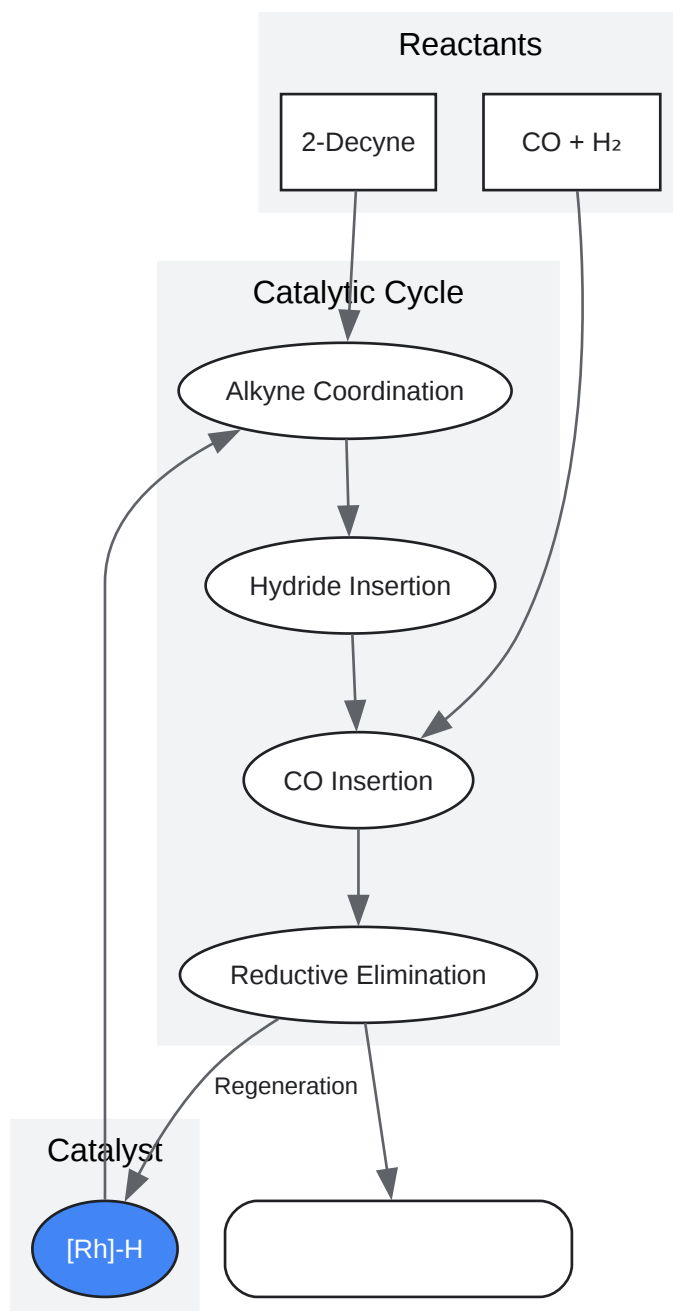 Reactants
2-Decyne
CO + H₂
Catalytic Cycle
Alkyne Coordination
Hydride Insertion
CO Insertion
Reductive Elimination
Regeneration
Catalyst
[Rh]-H